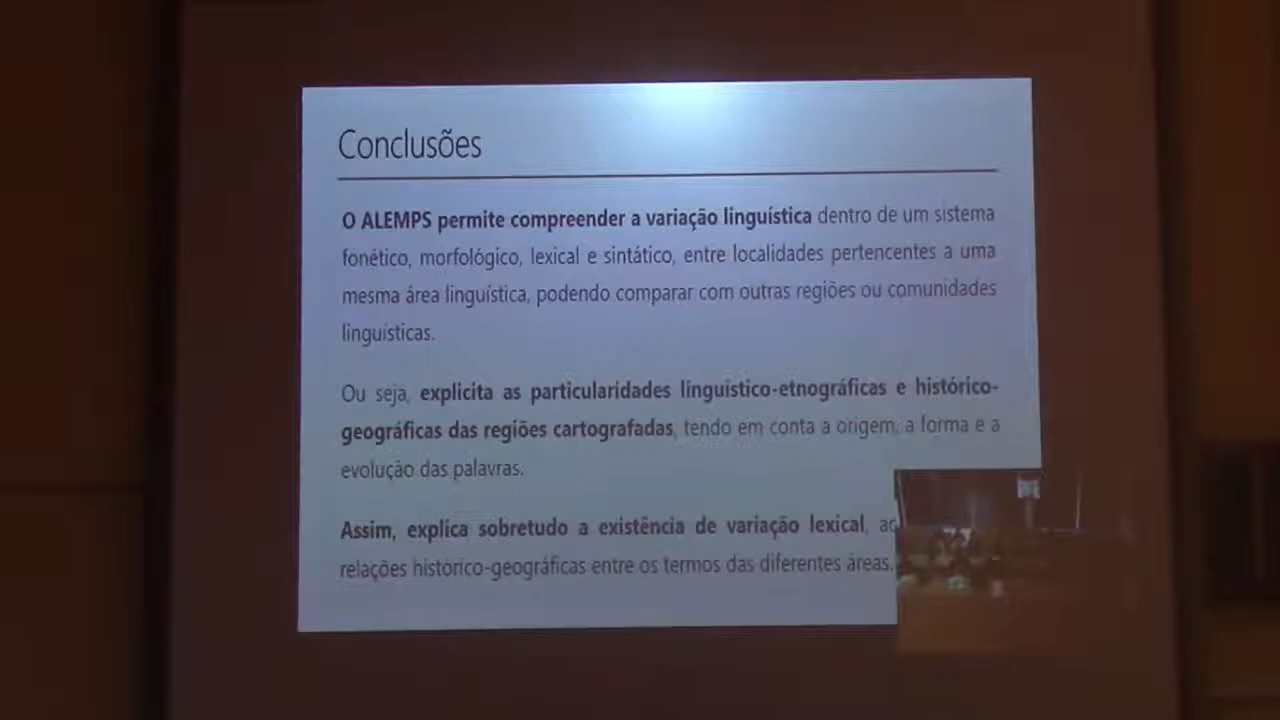 Conclusões
O ALEMPS permite compreender a variação linguística dentro de um sistema
fonético, morfológico, lexical e sintático, entre localidades pertencentes a uma
mesma área linguística, podendo comparar com outras regiões ou comunidades
linguísticas.
Ou seja, explicita as particularidades linguístico-etnográficas e histórico-
geográficas das regiões cartografadas, tendo em conta a origem, a forma e a
evolução das palavras.
Assim, explica sobretudo a existência de variação lexical,
relações histórico-geográficas entre os termos das diferentes áreas.